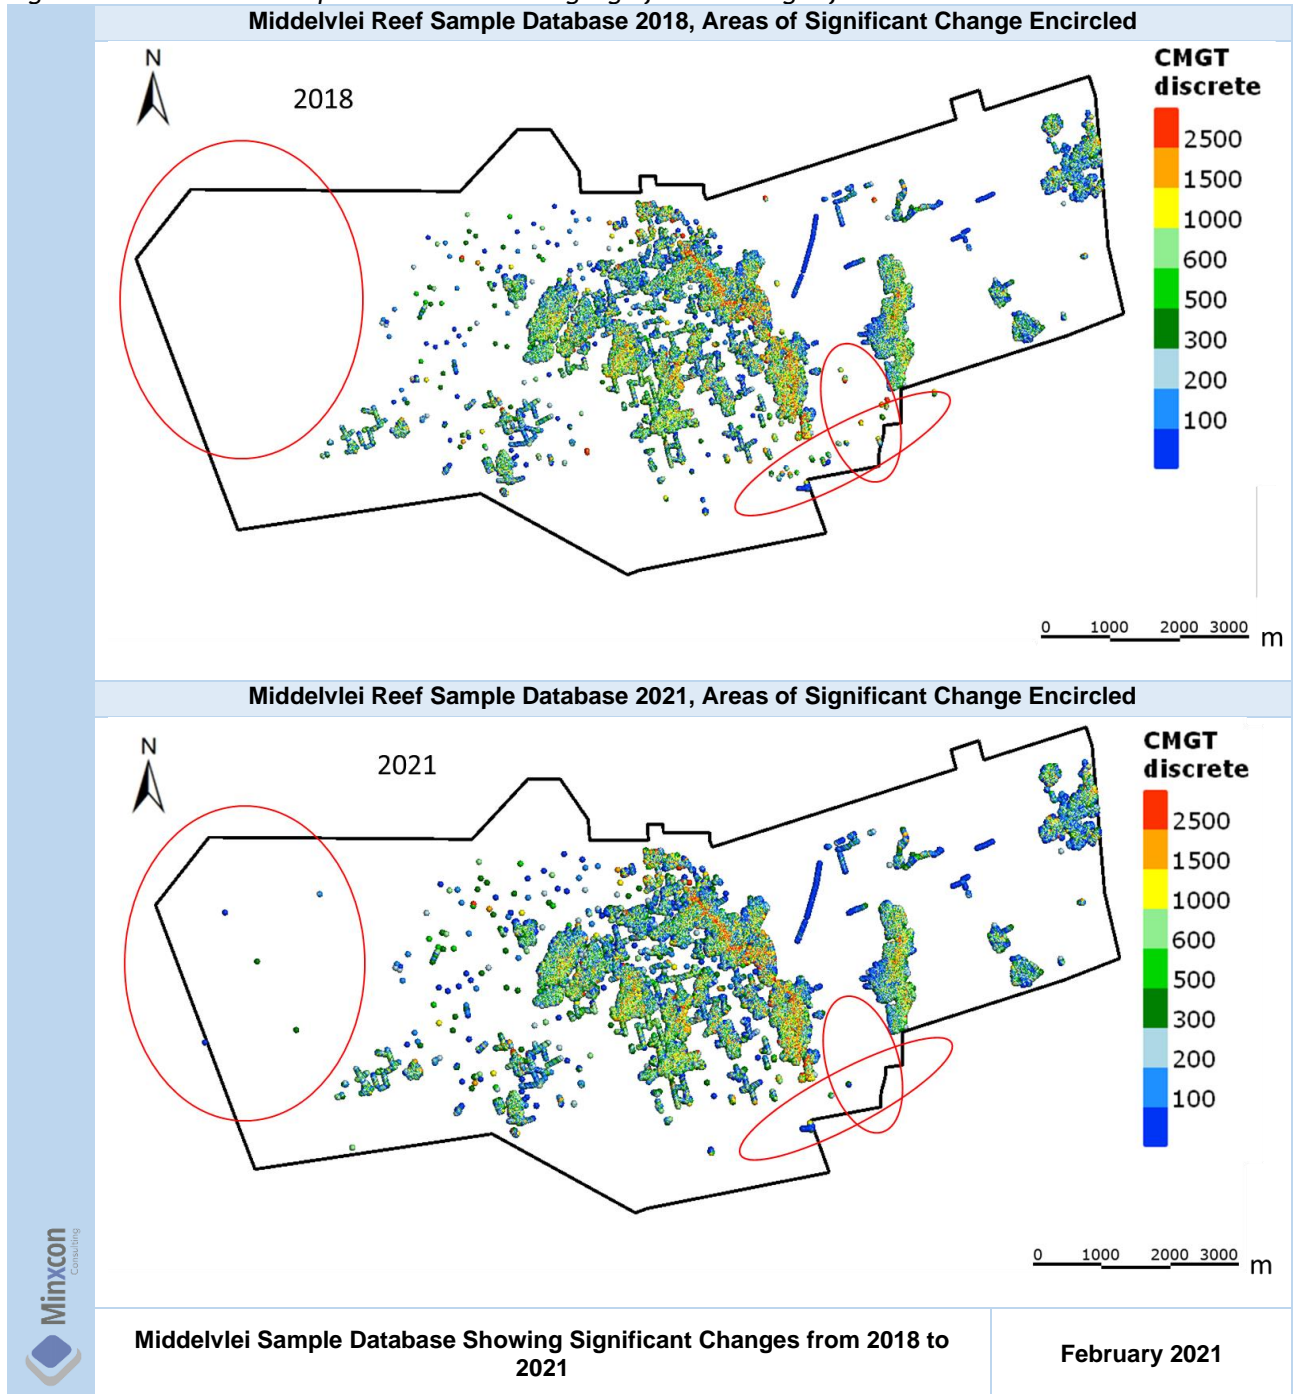 Middelvlei Reef Sample Database 2018, Areas of Significant Change Encircled
N
2018
CMGT
discrete
2500
1500
1000
600
500
300
200
100
0 1000 2000 3000 m
Middelvlei Reef Sample Database 2021, Areas of Significant Change Encircled
N
2021
CMGT
discrete
2500
1500
1000
600
500
300
200
100
0 1000 2000 3000 m
Minxcon
Consulting
Middelvlei Sample Database Showing Significant Changes from 2018 to
2021
February 2021